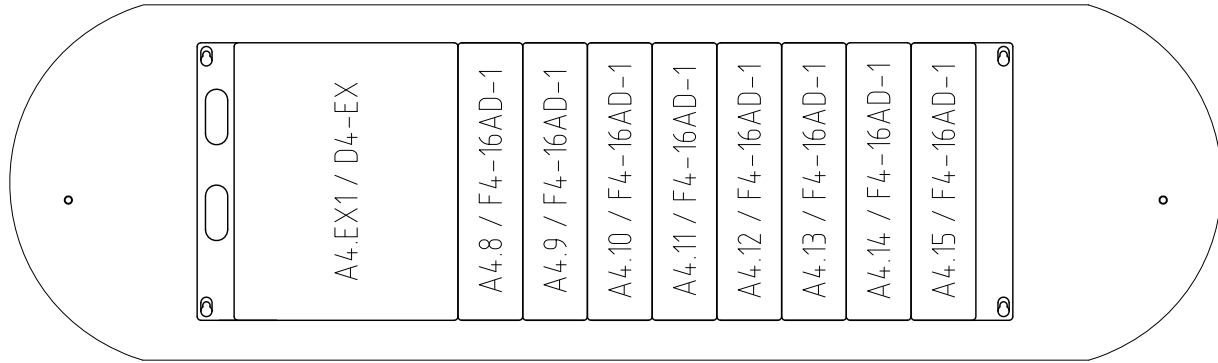 A4.EX1 / D4-EX
A4.8 / F4-16AD-1
A4.9 / F4-16AD-1
A4.10 / F4-16AD-1
A4.11 / F4-16AD-1
A4.12 / F4-16AD-1
A4.13 / F4-16AD-1
A4.14 / F4-16AD-1
A4.15 / F4-16AD-1